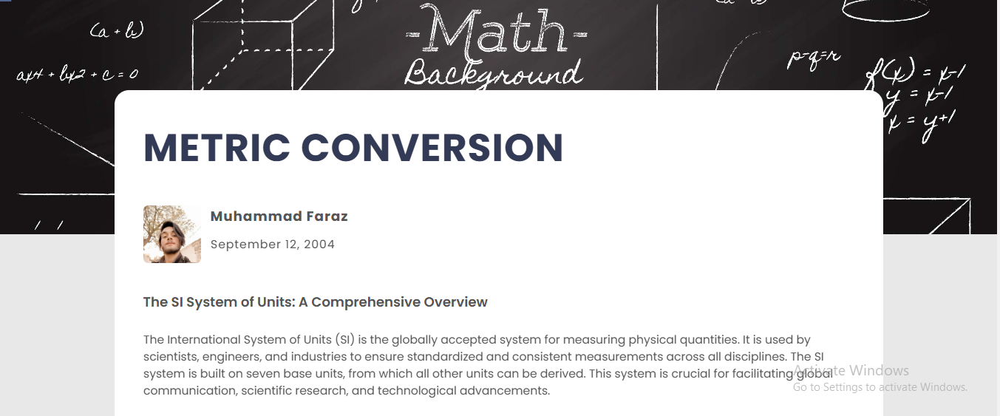 (a + b)
-Math-
Background
ax4 + bx2 + c = 0
p-q=r
f(x) = x-1
y = x-1
x = y+1
METRIC CONVERSION
Muhammad Faraz
September 12, 2004
The SI System of Units: A Comprehensive Overview
The International System of Units (SI) is the globally accepted system for measuring physical quantities. It is used by
scientists, engineers, and industries to ensure standardized and consistent measurements across all disciplines. The SI
system is built on seven base units, from which all other units can be derived. This system is crucial for facilitating global
communication, scientific research, and technological advancements.
Activate Windows
Go to Settings to activate Windows.